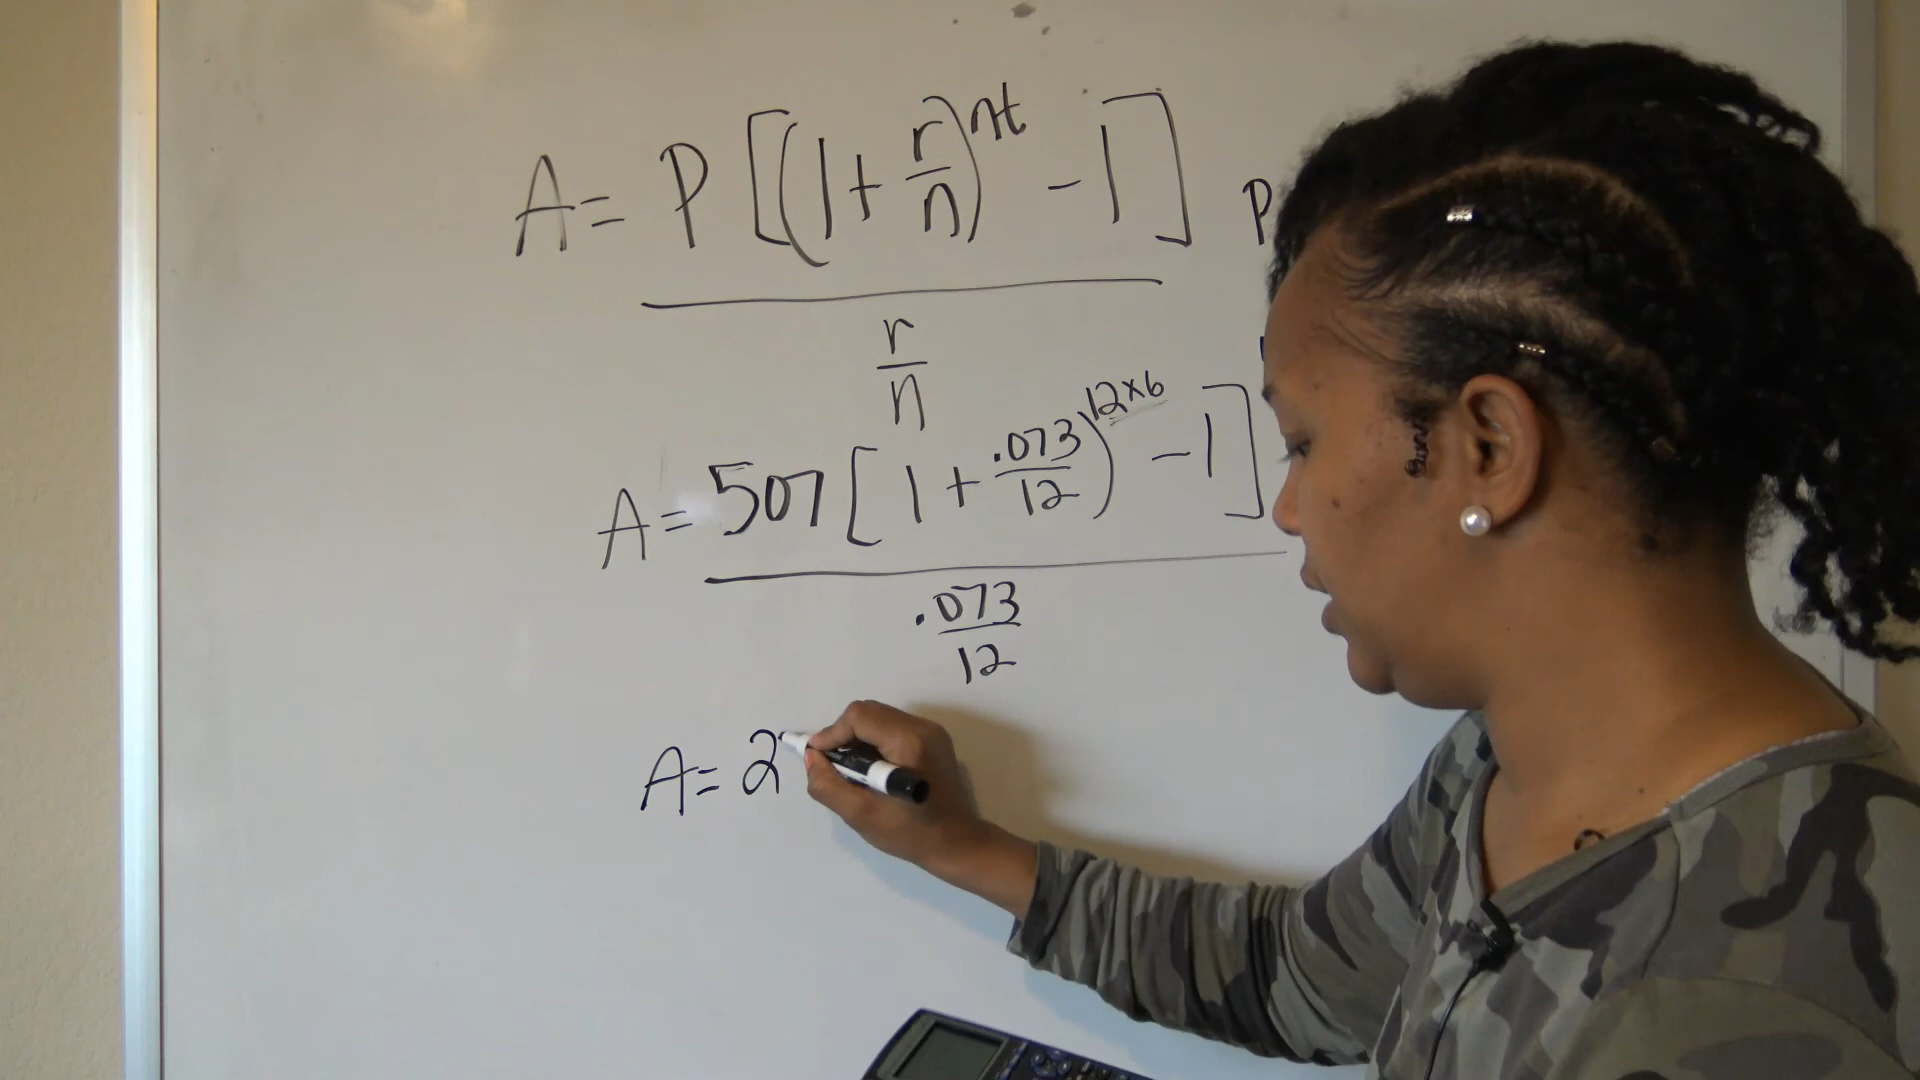 A = P[(1 + r/n)^nt - 1] P
r/n
A = 507[1 + .073/12)^12x6 - 1]
.073/12
A = 2